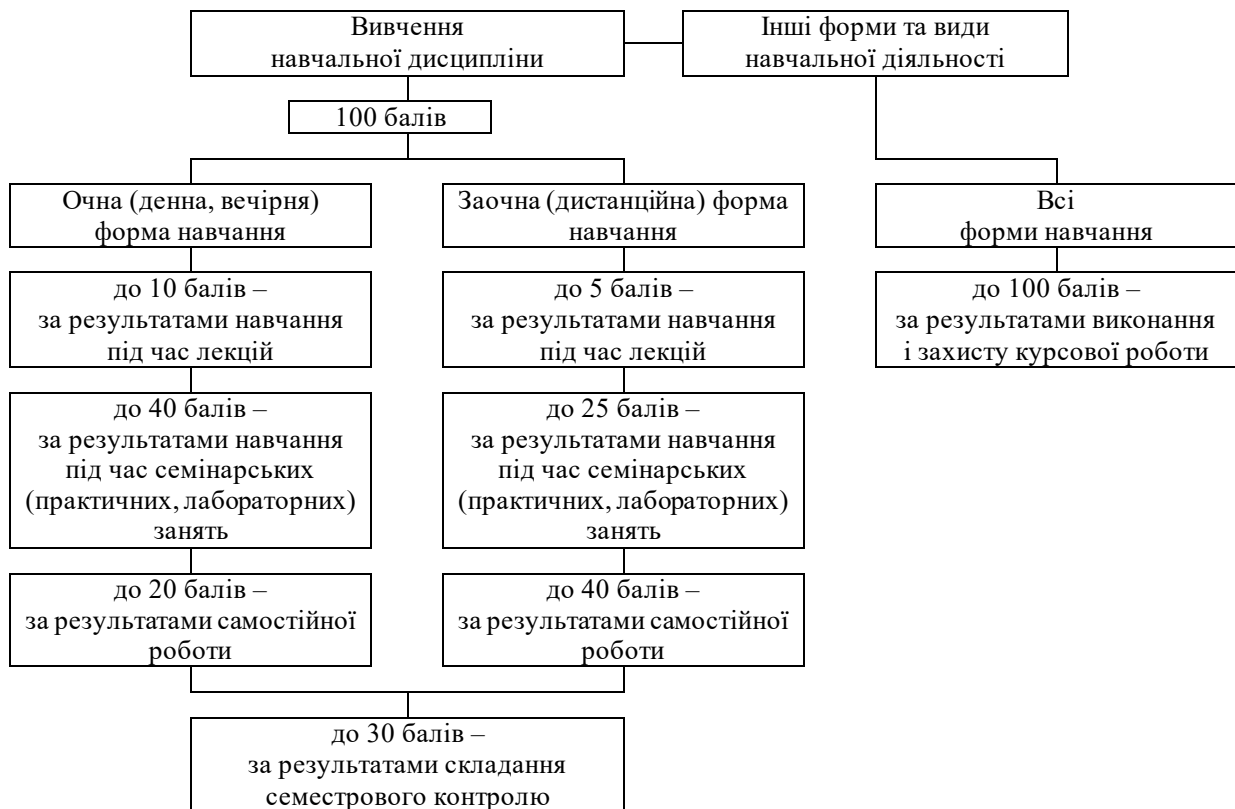 Вивчення
навчальної дисципліни
Інші форми та види
навчальної діяльності
100 балів
Очна (денна, вечірня)
форма навчання
Заочна (дистанційна) форма
навчання
Всі
форми навчання
до 10 балів –
за результатами навчання
під час лекцій
до 5 балів –
за результатами навчання
під час лекцій
до 100 балів –
за результатами виконання
і захисту курсової роботи
до 40 балів –
за результатами навчання
під час семінарських
(практичних, лабораторних)
занять
до 25 балів –
за результатами навчання
під час семінарських
(практичних, лабораторних)
занять
до 20 балів –
за результатами самостійної
роботи
до 40 балів –
за результатами самостійної
роботи
до 30 балів –
за результатами складання
семестрового контролю